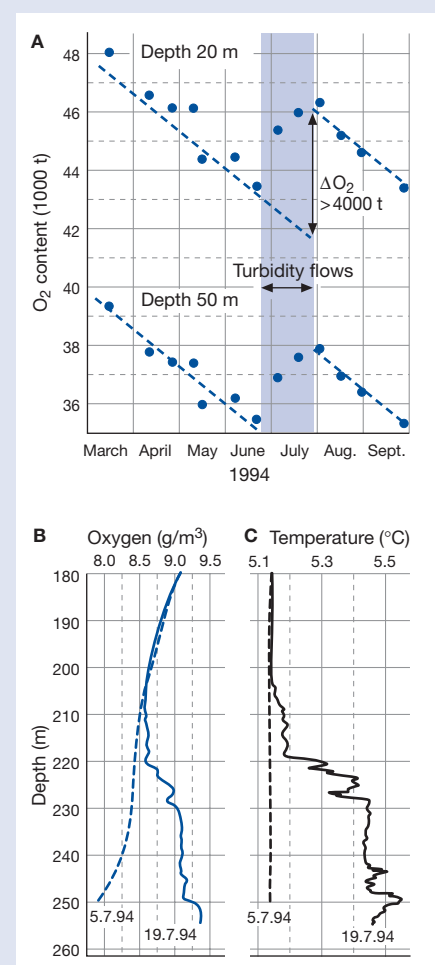 A
Depth 20 m
48
46
44
42
40
38
36
O2 content (1000 t)
ΔO2
>4000 t
Turbidity flows
Depth 50 m
March April May June July Aug. Sept.
1994
B Oxygen (g/m³)
8.0 8.5 9.0 9.5
180
190
200
210
220
230
240
250
260
Depth (m)
5.7.94
19.7.94
C Temperature (°C)
5.1 5.3 5.5
5.7.94
19.7.94